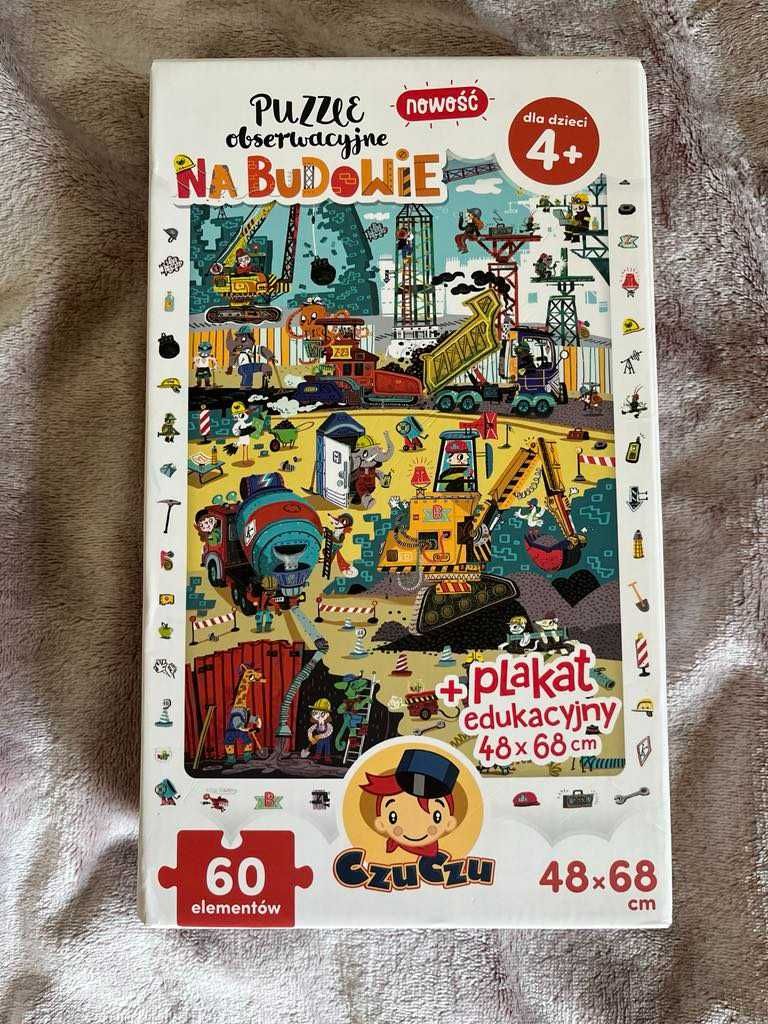 PUZZLE
obserwacyjne
NA BUDOWIE
nowość
dla dzieci
4+
+ plakat
edukacyjny
48 x 68 cm
CzuCzu
60
elementów
48 x 68
cm